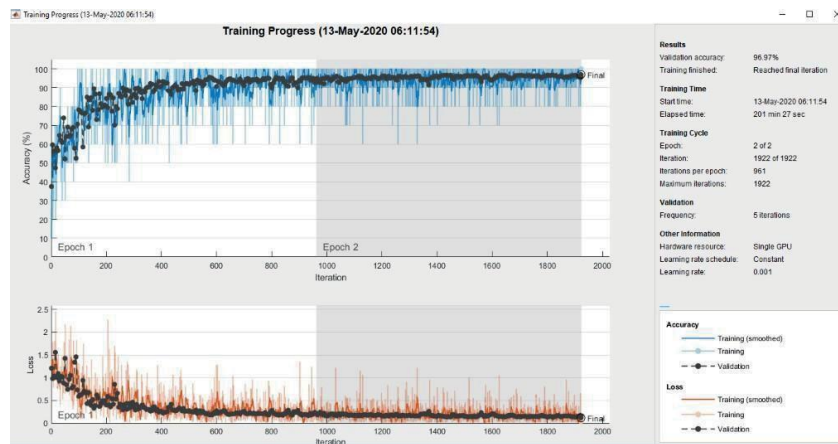 Training Progress (13-May-2020 06:11:54)
Training Progress (13-May-2020 06:11:54)
100
90
80
70
60
50
40
30
20
10
0
Accuracy (%)
Final
Epoch 1
Epoch 2
0 200 400 600 800 1000 1200 1400 1600 1800 2000
Iteration
2.5
2
1.5
1
0.5
0
Loss
Final
Epoch 1
Epoch 2
0 200 400 600 800 1000 1200 1400 1600 1800 2000
Iteration
Results
Validation accuracy: 96.97%
Training finished: Reached final iteration
Training Time
Start time: 13-May-2020 06:11:54
Elapsed time: 201 min 27 sec
Training Cycle
Epoch: 2 of 2
Iteration: 1922 of 1922
Iterations per epoch: 961
Maximum iterations: 1922
Validation
Frequency: 5 iterations
Other Information
Hardware resource: Single GPU
Learning rate schedule: Constant
Learning rate: 0.001
Accuracy
Training (smoothed)
Training
Validation
Loss
Training (smoothed)
Training
Validation